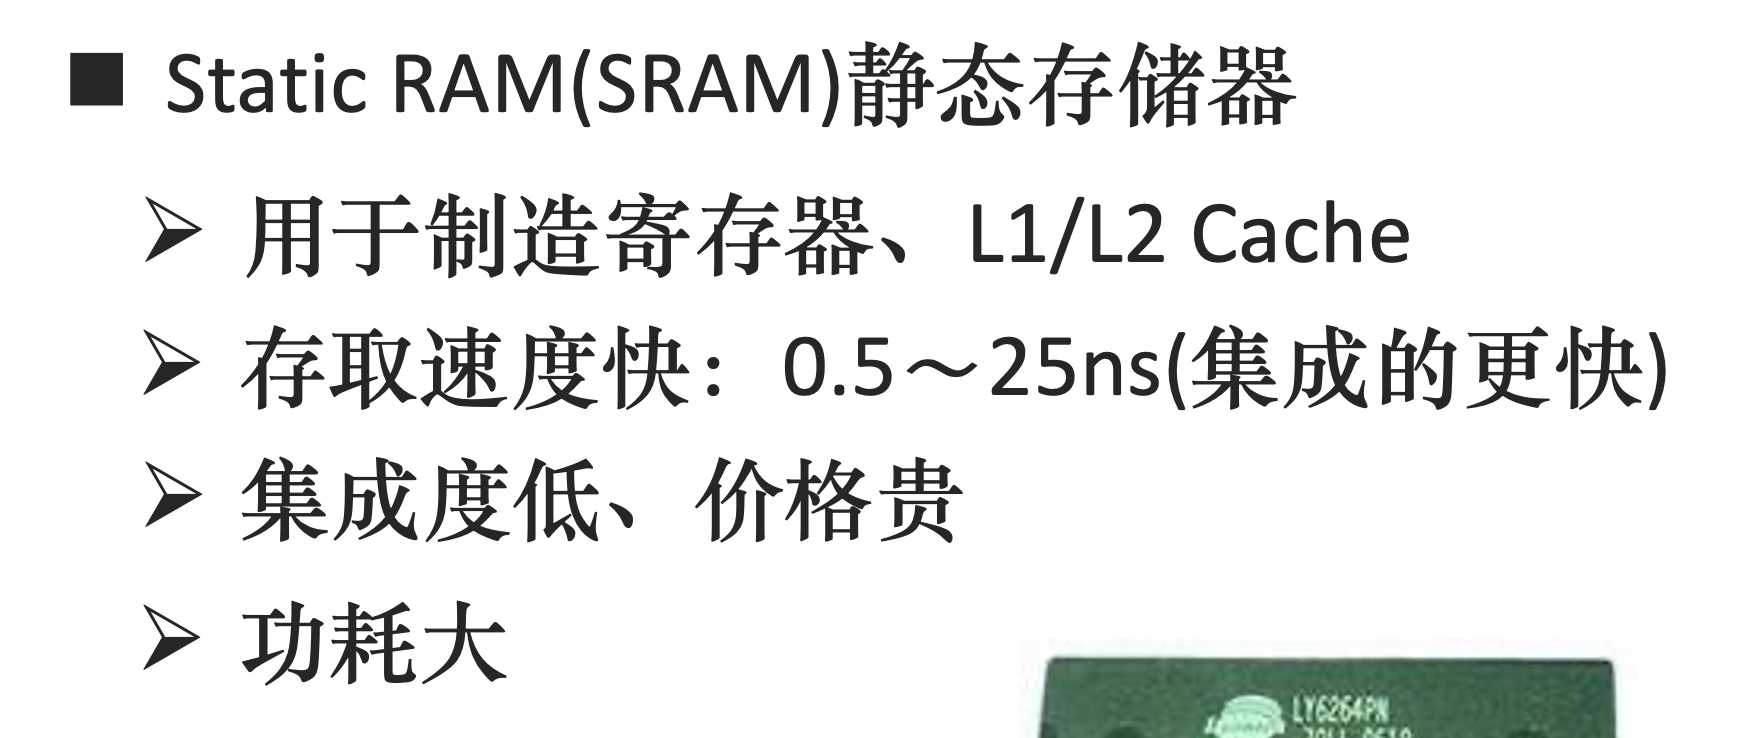 ■ Static RAM(SRAM)静态存储器
➢ 用于制造寄存器、L1/L2 Cache
➢ 存取速度快：0.5～25ns(集成的更快)
➢ 集成度低、价格贵
➢ 功耗大
LY6264PN